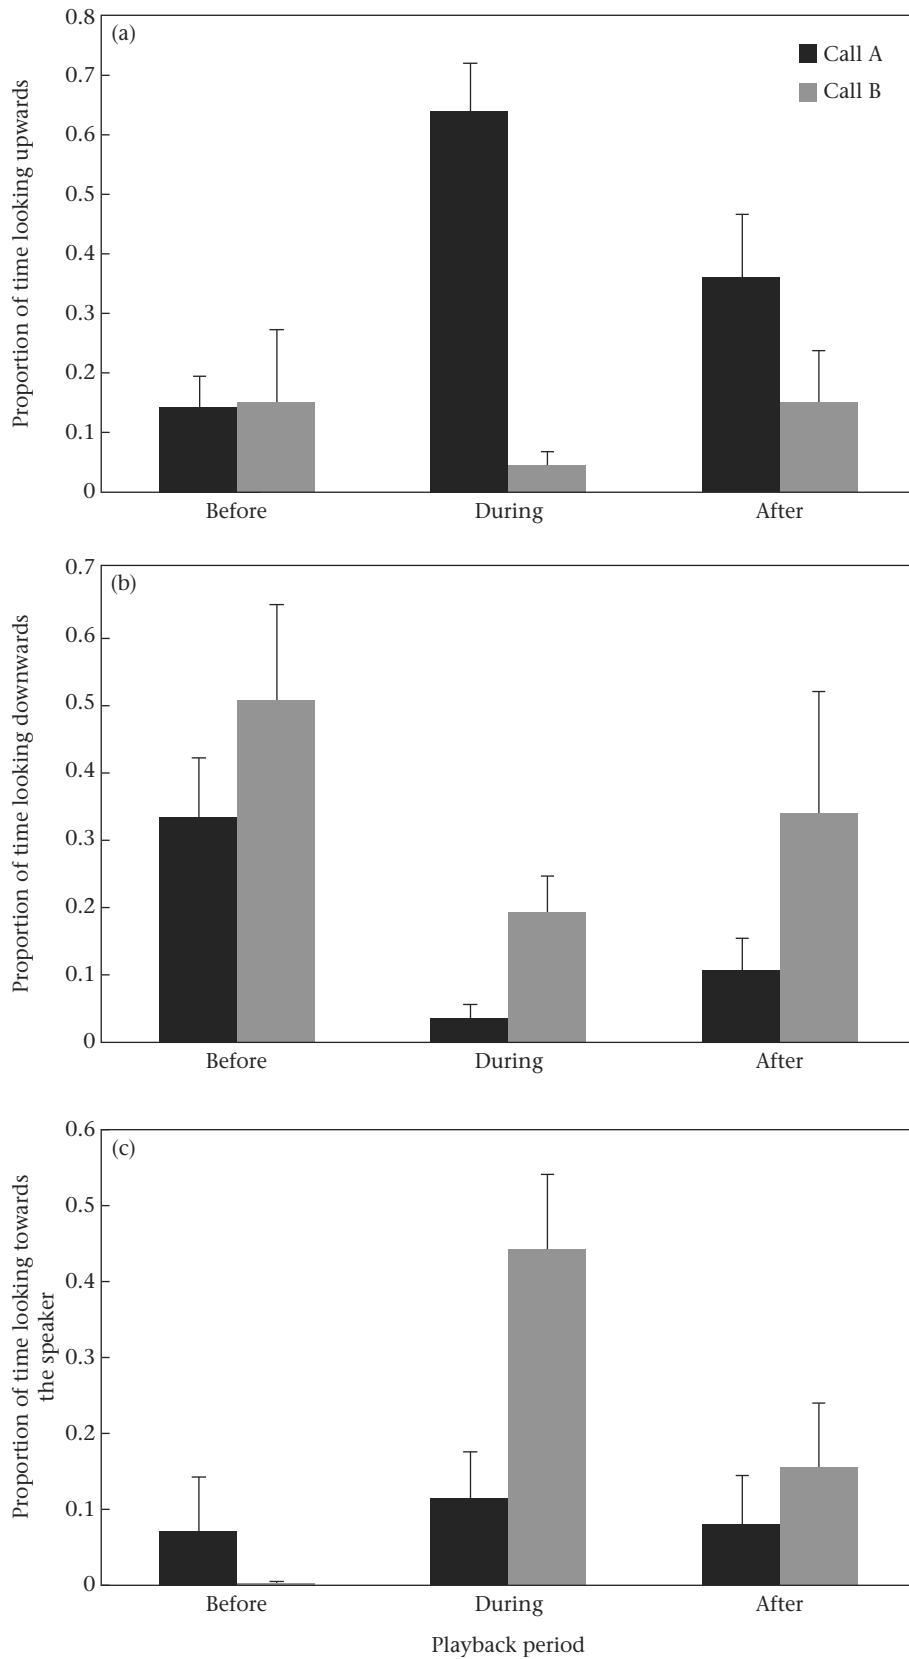 (a)
Call A
Call B
Proportion of time looking upwards
0.8
0.7
0.6
0.5
0.4
0.3
0.2
0.1
0
Before During After
(b)
Proportion of time looking downwards
0.7
0.6
0.5
0.4
0.3
0.2
0.1
0
Before During After
(c)
Proportion of time looking towards
the speaker
0.6
0.5
0.4
0.3
0.2
0.1
0
Before During After
Playback period